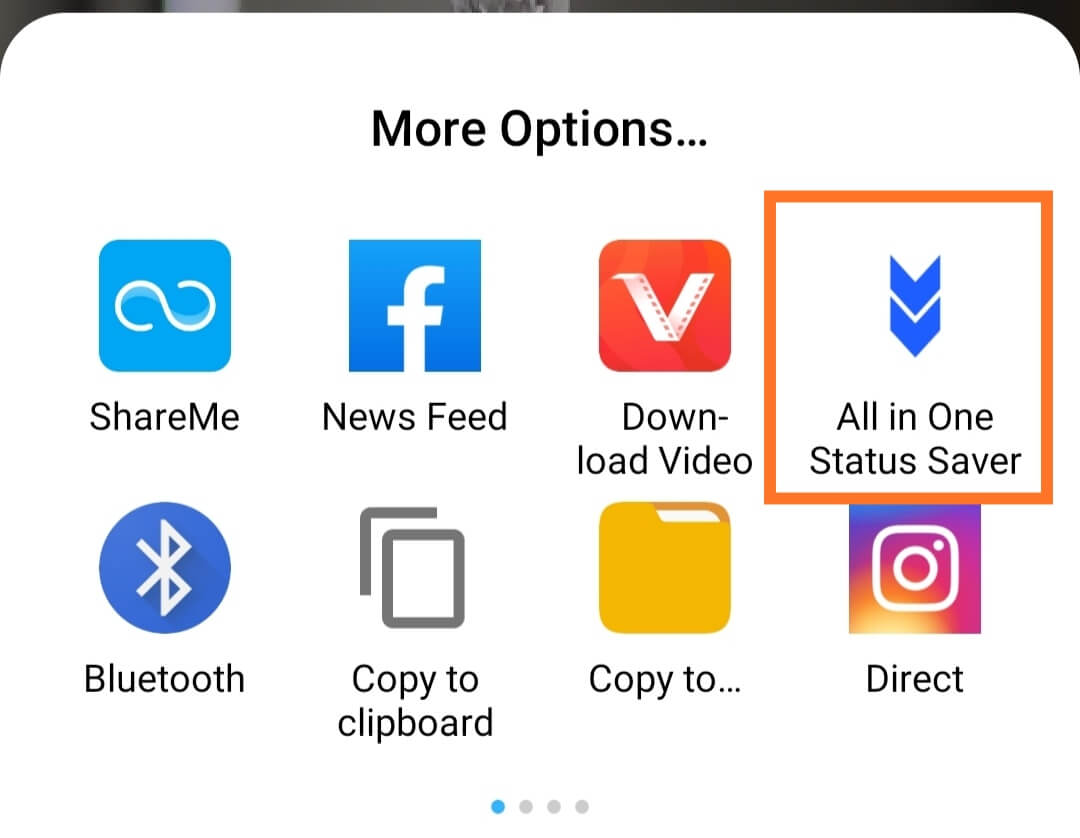 More Options...
ShareMe
News Feed
Down-
load Video
All in One
Status Saver
Bluetooth
Copy to
clipboard
Copy to...
Direct